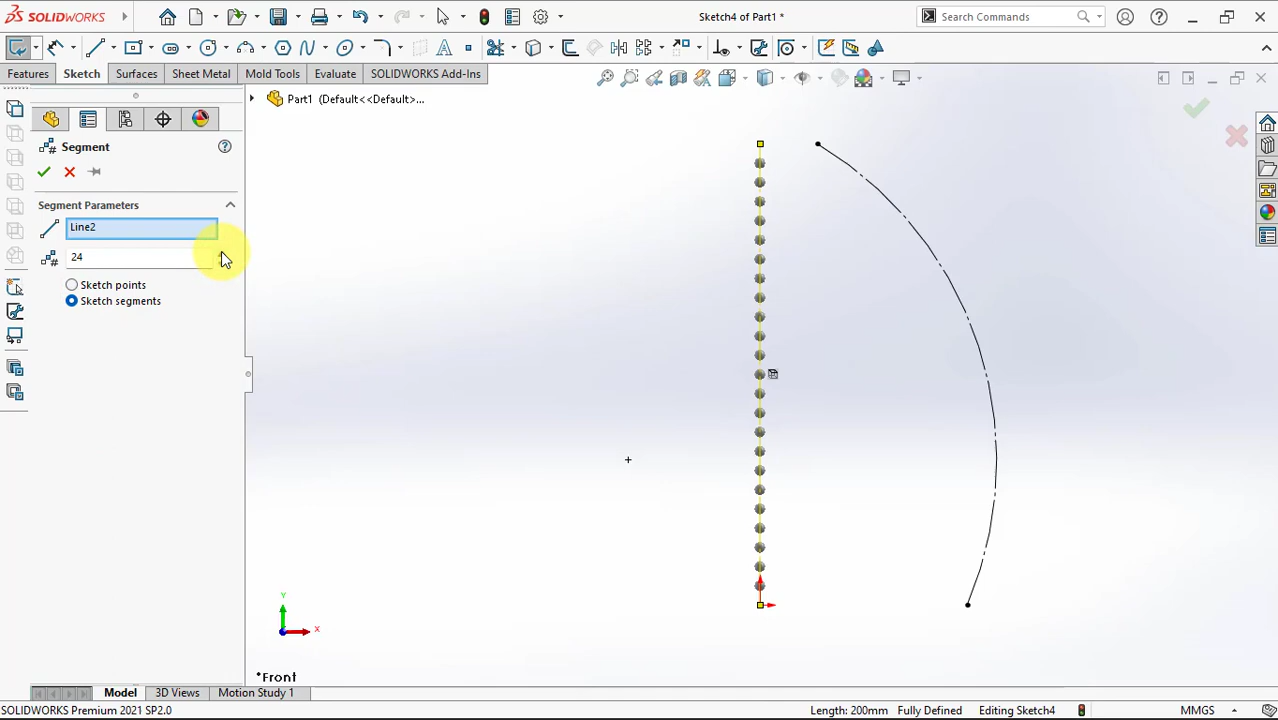 SOLIDWORKS
Sketch4 of Part1 *
Search Commands
Features
Sketch
Surfaces
Sheet Metal
Mold Tools
Evaluate
SOLIDWORKS Add-Ins
Part1 (Default<<Default>...
Segment
Segment Parameters
Line2
24
Sketch points
Sketch segments
Y
X
*Front
Model
3D Views
Motion Study 1
SOLIDWORKS Premium 2021 SP2.0
Length: 200mm
Fully Defined
Editing Sketch4
MMGS